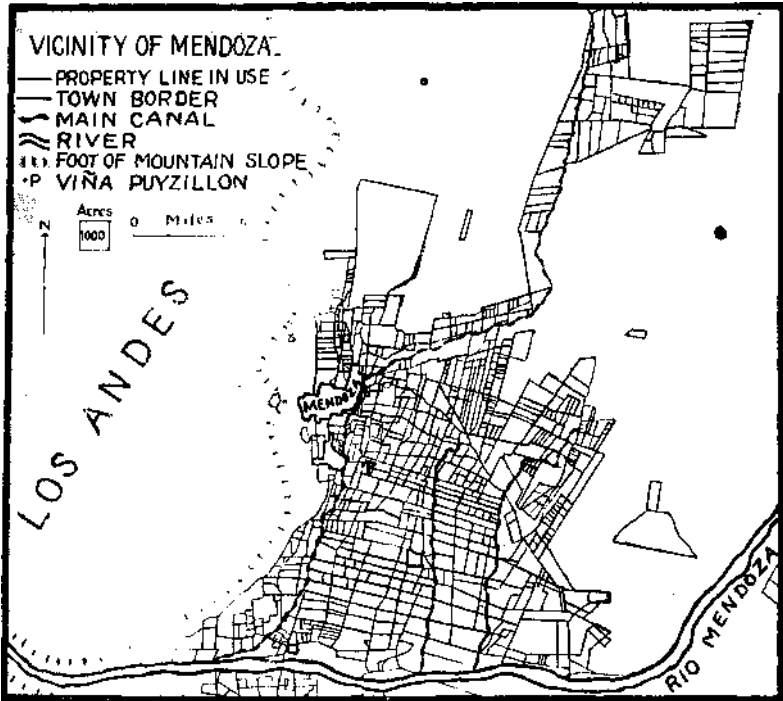 VICINITY OF MENDOZA
PROPERTY LINE IN USE
TOWN BORDER
MAIN CANAL
RIVER
FOOT OF MOUNTAIN SLOPE
•P VIÑA PUYZILLON
N
Acres
1000
0 Miles
LOS ANDES
MENDOZA
P
RIO MENDOZA